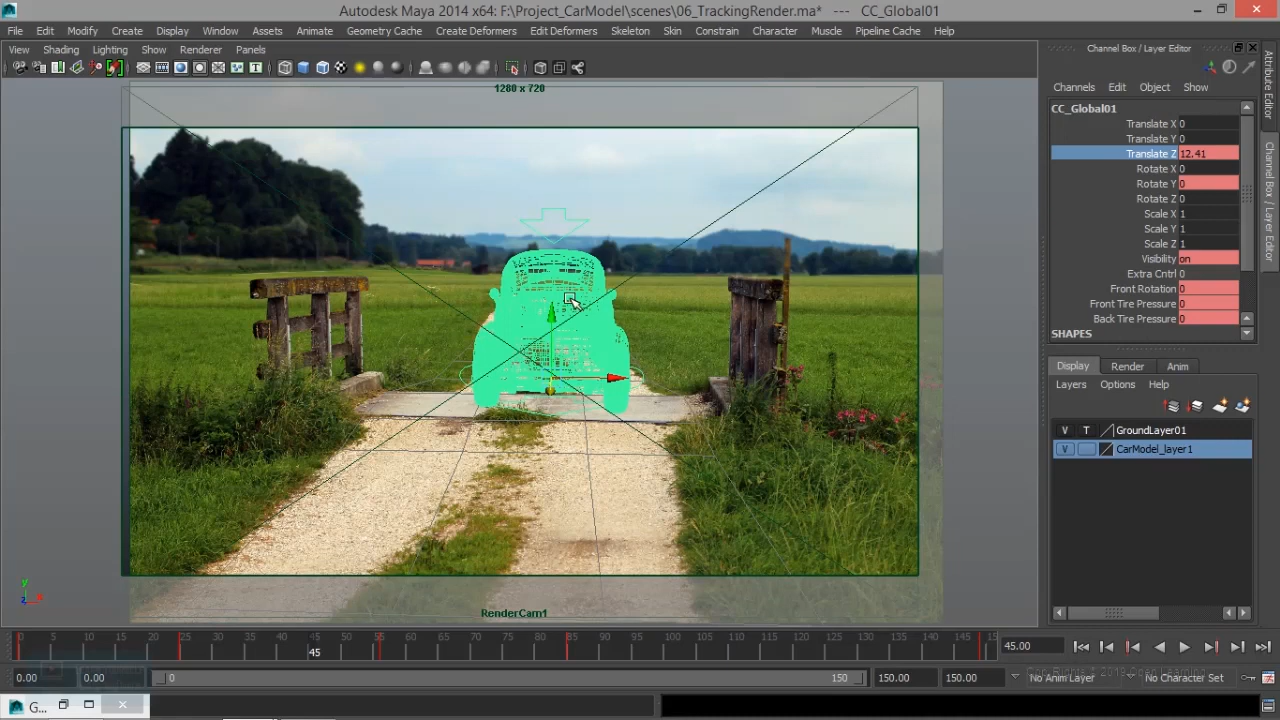 Autodesk Maya 2014 x64: F:\Project_CarModel\scenes\06_TrackingRender.ma* --- CC_Global01
File Edit Modify Create Display Window Assets Animate Geometry Cache Create Deformers Edit Deformers Skeleton Skin Constrain Character Muscle Pipeline Cache Help
View Shading Lighting Show Renderer Panels
Channel Box / Layer Editor
Channels Edit Object Show
1280 x 720
CC_Global01
Translate X 0
Translate Y 0
Translate Z 12.41
Rotate X 0
Rotate Y 0
Rotate Z 0
Scale X 1
Scale Y 1
Scale Z 1
Visibility on
Extra Cntrl 0
Front Rotation 0
Front Tire Pressure 0
Back Tire Pressure 0
SHAPES
Attribute Editor
Channel Box / Layer Editor
Display Render Anim
Layers Options Help
V T GroundLayer01
V CarModel_layer1
y
RenderCam1
0 5 10 15 20 25 30 35 40 45 50 55 60 65 70 75 80 85 90 95 100 105 110 115 120 125 130 135 140 145 15
45
45.00
0.00 0.00 0 150 150.00 150.00 No Anim Layer No Character Set
G...